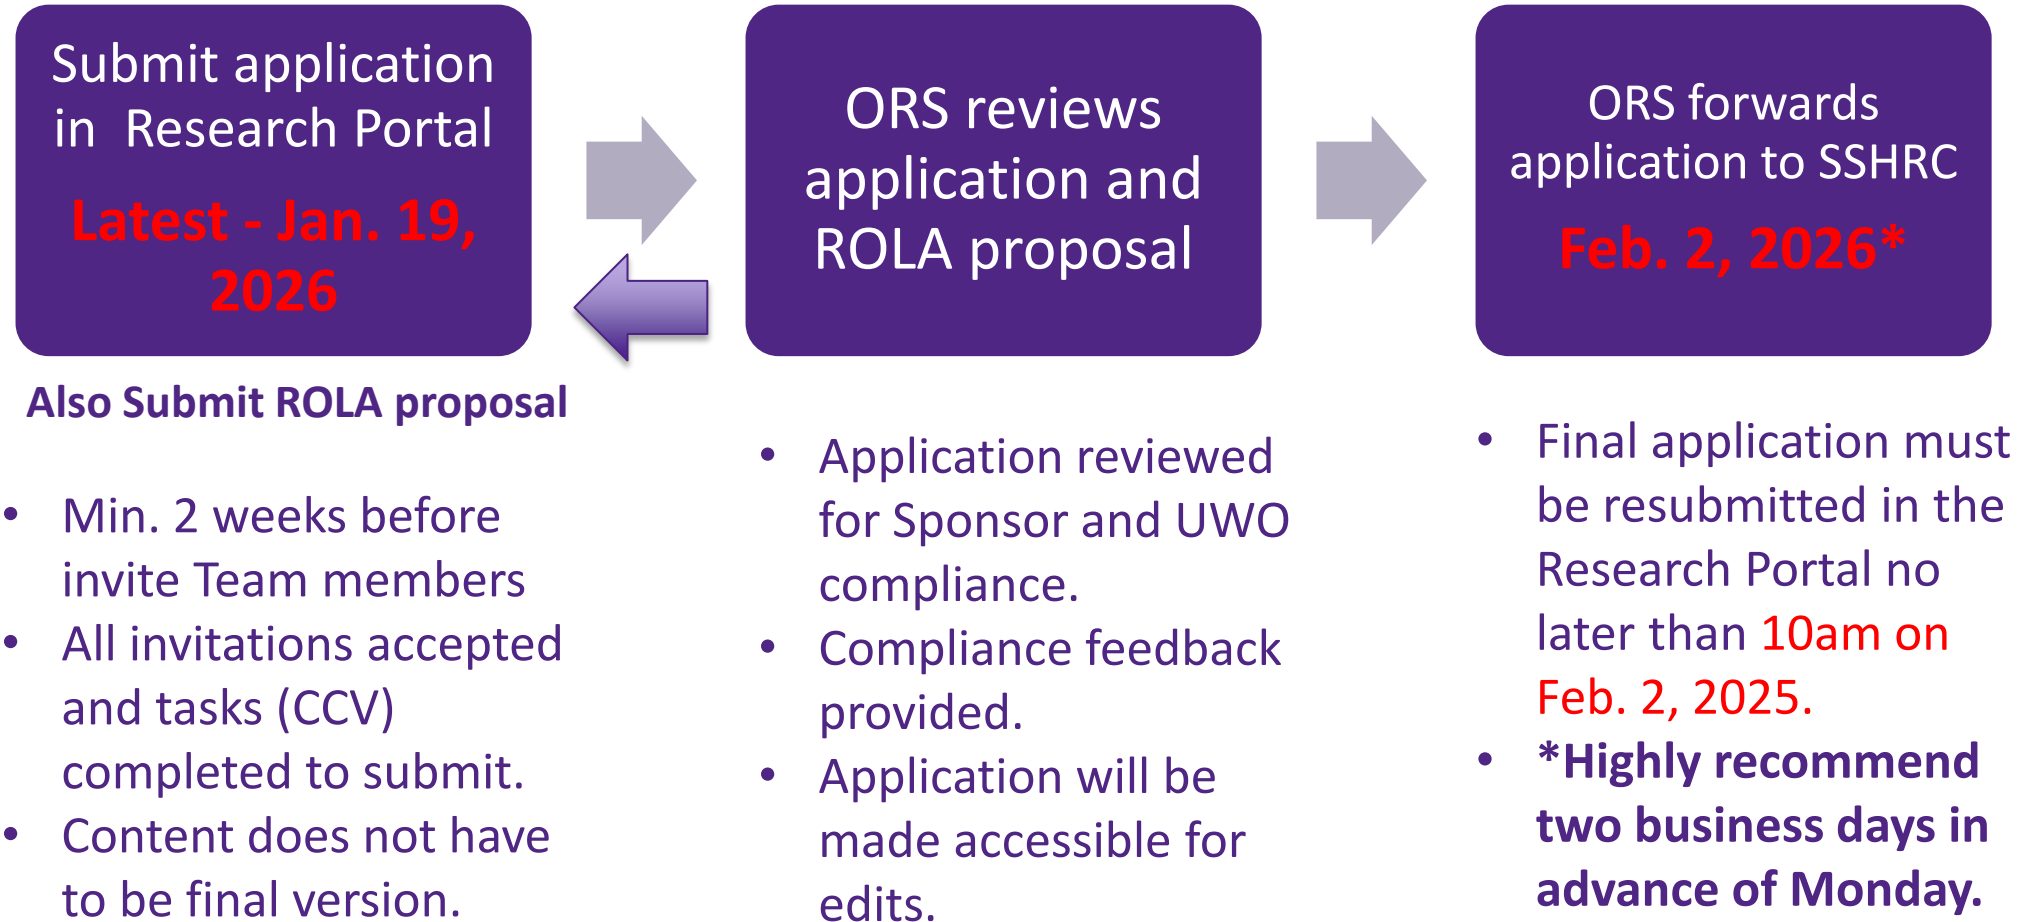 Submit application
in  Research Portal
Latest - Jan. 19,
2026
Also Submit ROLA proposal
• Min. 2 weeks before
invite Team members
• All invitations accepted
and tasks (CCV)
completed to submit.
• Content does not have
to be final version.
ORS reviews
application and
ROLA proposal
• Application reviewed
for Sponsor and UWO
compliance.
• Compliance feedback
provided.
• Application will be
made accessible for
edits.
ORS forwards
application to SSHRC
Feb. 2, 2026*
• Final application must
be resubmitted in the
Research Portal no
later than 10am on
Feb. 2, 2025.
• *Highly recommend
two business days in
advance of Monday.